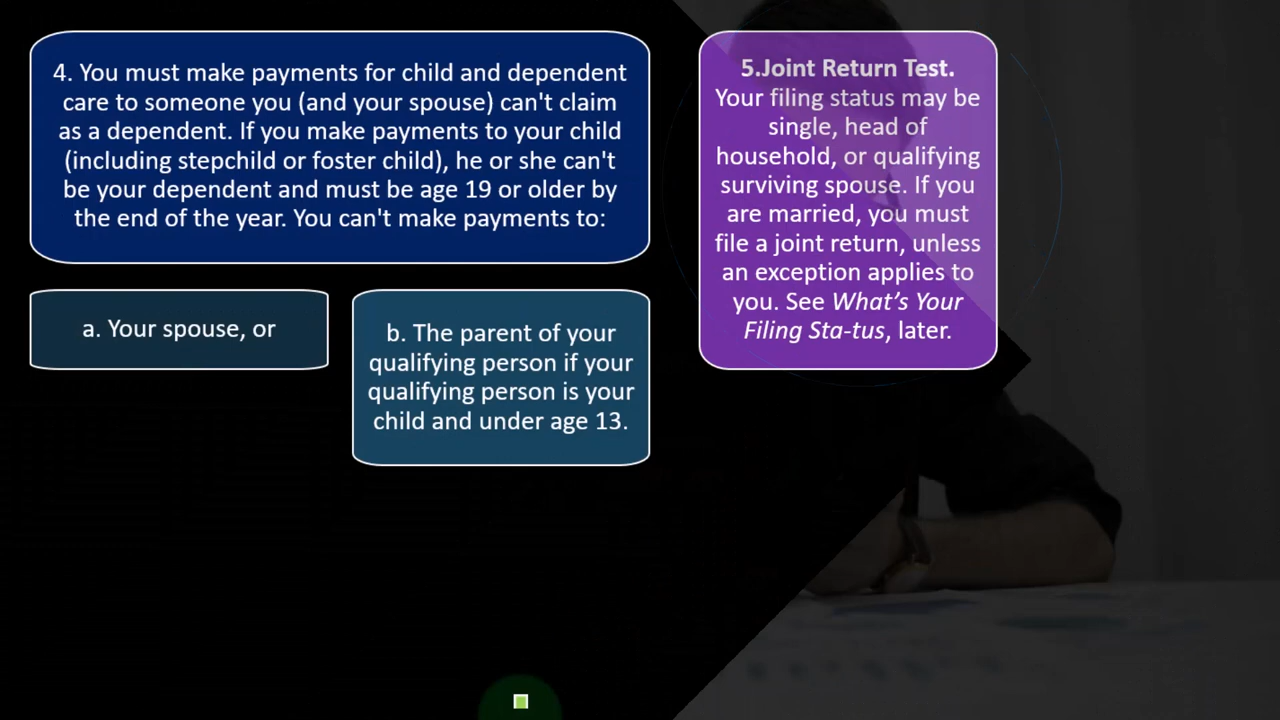 4. You must make payments for child and dependent
care to someone you (and your spouse) can't claim
as a dependent. If you make payments to your child
(including stepchild or foster child), he or she can't
be your dependent and must be age 19 or older by
the end of the year. You can't make payments to:
a. Your spouse, or
b. The parent of your
qualifying person if your
qualifying person is your
child and under age 13.
5.Joint Return Test.
Your filing status may be
single, head of
household, or qualifying
surviving spouse. If you
are married, you must
file a joint return, unless
an exception applies to
you. See What’s Your
Filing Sta-tus, later.